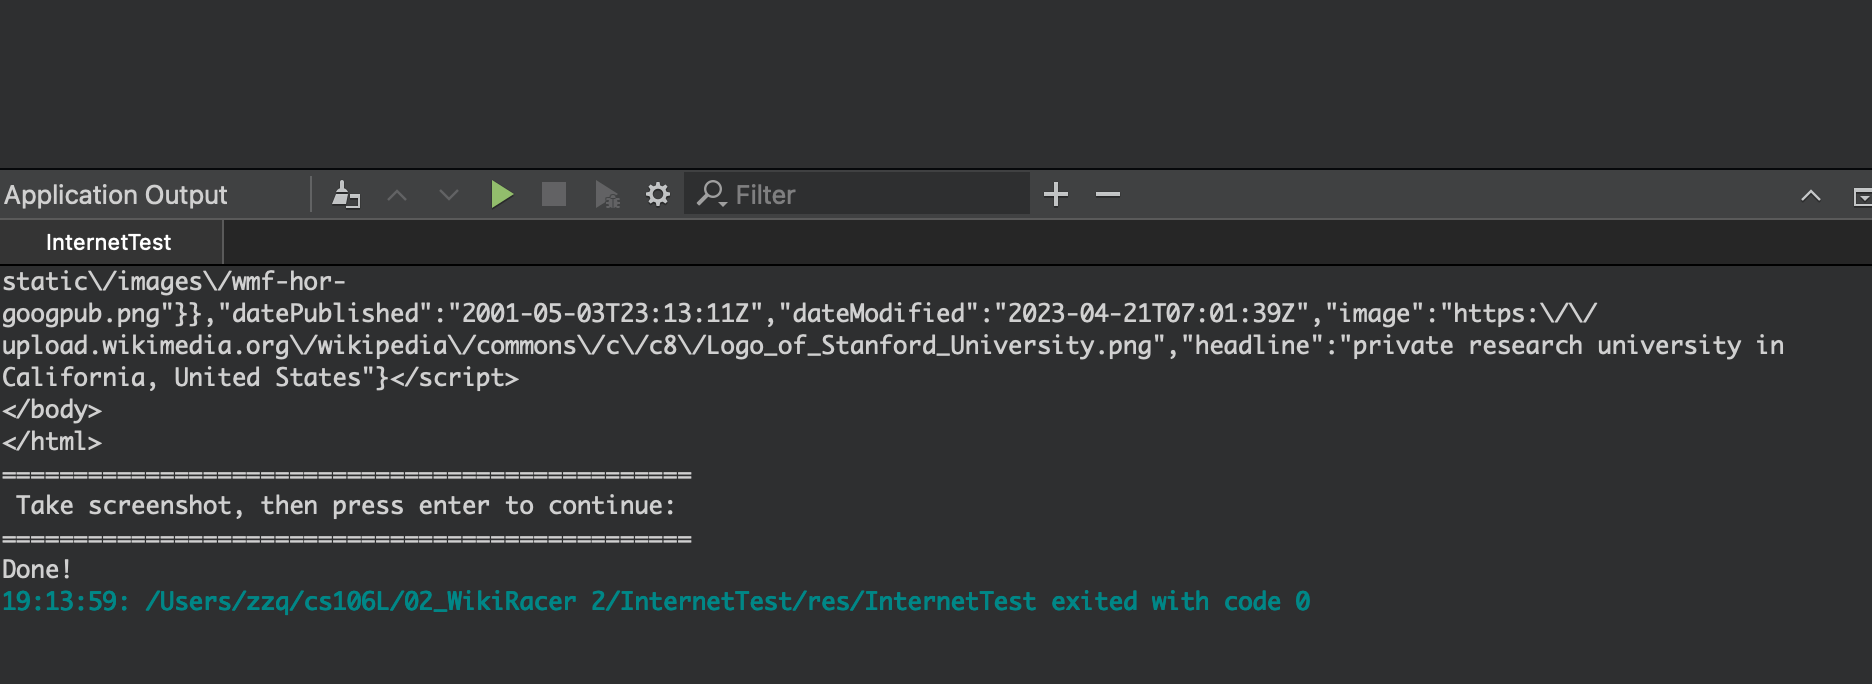 Application Output
Filter
InternetTest
static\/images\/wmf-hor-
googpub.png"}},"datePublished":"2001-05-03T23:13:11Z","dateModified":"2023-04-21T07:01:39Z","image":"https:\/\/
upload.wikimedia.org\/wikipedia\/commons\/c\/c8\/Logo_of_Stanford_University.png","headline":"private research university in
California, United States"}</script>
</body>
</html>
================================================
 Take screenshot, then press enter to continue:
================================================
Done!
19:13:59: /Users/zzq/cs106L/02_WikiRacer 2/InternetTest/res/InternetTest exited with code 0